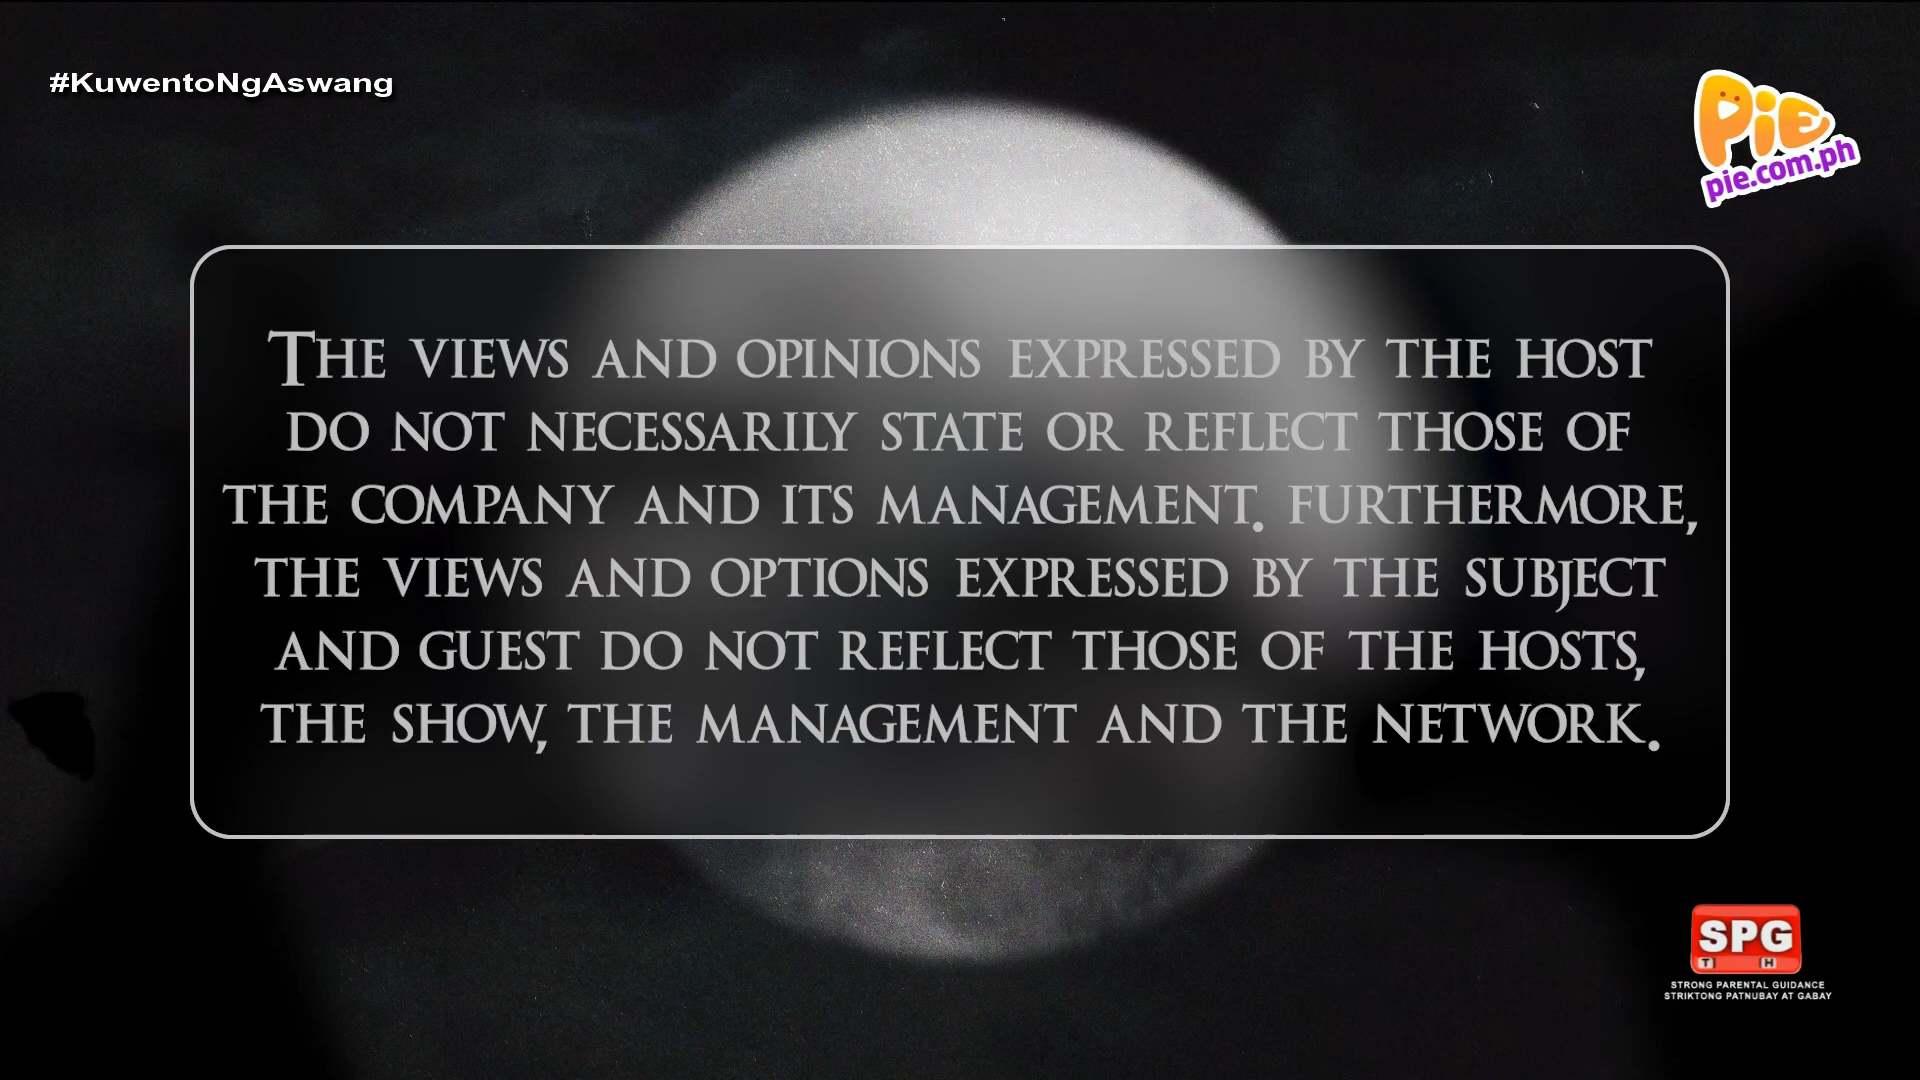 #KuwentoNgAswang
PiE
pie.com.ph
THE VIEWS AND OPINIONS EXPRESSED BY THE HOST
DO NOT NECESSARILY STATE OR REFLECT THOSE OF
THE COMPANY AND ITS MANAGEMENT. FURTHERMORE,
THE VIEWS AND OPTIONS EXPRESSED BY THE SUBJECT
AND GUEST DO NOT REFLECT THOSE OF THE HOSTS,
THE SHOW, THE MANAGEMENT AND THE NETWORK.
SPG
T H
STRONG PARENTAL GUIDANCE
STRIKTONG PATNUBAY AT GABAY